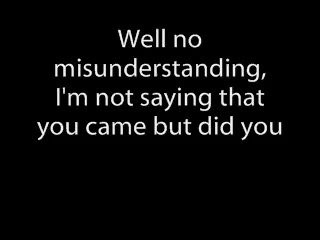 Well no
misunderstanding,
I'm not saying that
you came but did you